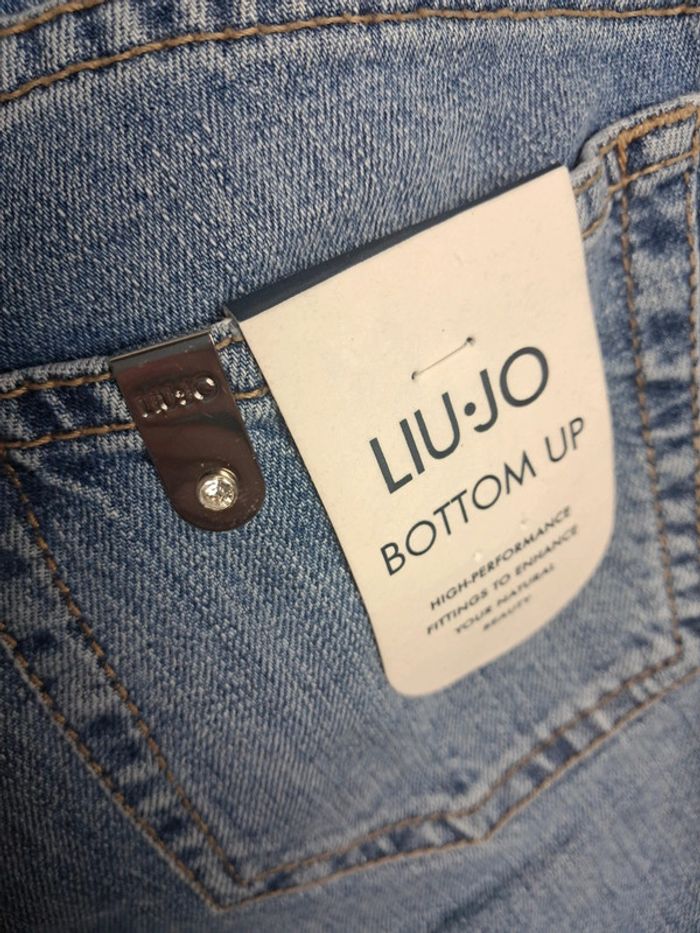 LIU·JO
LIU·JO
BOTTOM UP
HIGH-PERFORMANCE
FITTINGS TO ENHANCE
YOUR NATURAL
BEAUTY